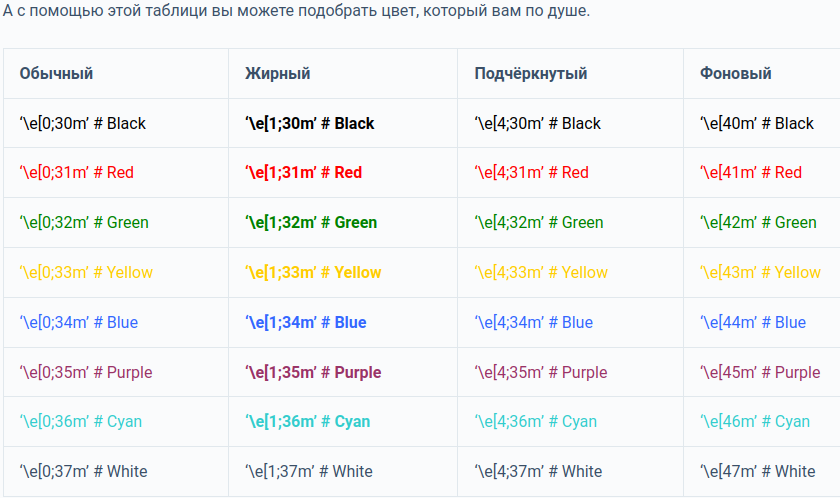 А с помощью этой таблици вы можете подобрать цвет, который вам по душе.
Обычный Жирный Подчёркнутый Фоновый
‘\e[0;30m’ # Black ‘\e[1;30m’ # Black ‘\e[4;30m’ # Black ‘\e[40m’ # Black
‘\e[0;31m’ # Red ‘\e[1;31m’ # Red ‘\e[4;31m’ # Red ‘\e[41m’ # Red
‘\e[0;32m’ # Green ‘\e[1;32m’ # Green ‘\e[4;32m’ # Green ‘\e[42m’ # Green
‘\e[0;33m’ # Yellow ‘\e[1;33m’ # Yellow ‘\e[4;33m’ # Yellow ‘\e[43m’ # Yellow
‘\e[0;34m’ # Blue ‘\e[1;34m’ # Blue ‘\e[4;34m’ # Blue ‘\e[44m’ # Blue
‘\e[0;35m’ # Purple ‘\e[1;35m’ # Purple ‘\e[4;35m’ # Purple ‘\e[45m’ # Purple
‘\e[0;36m’ # Cyan ‘\e[1;36m’ # Cyan ‘\e[4;36m’ # Cyan ‘\e[46m’ # Cyan
‘\e[0;37m’ # White ‘\e[1;37m’ # White ‘\e[4;37m’ # White ‘\e[47m’ # White